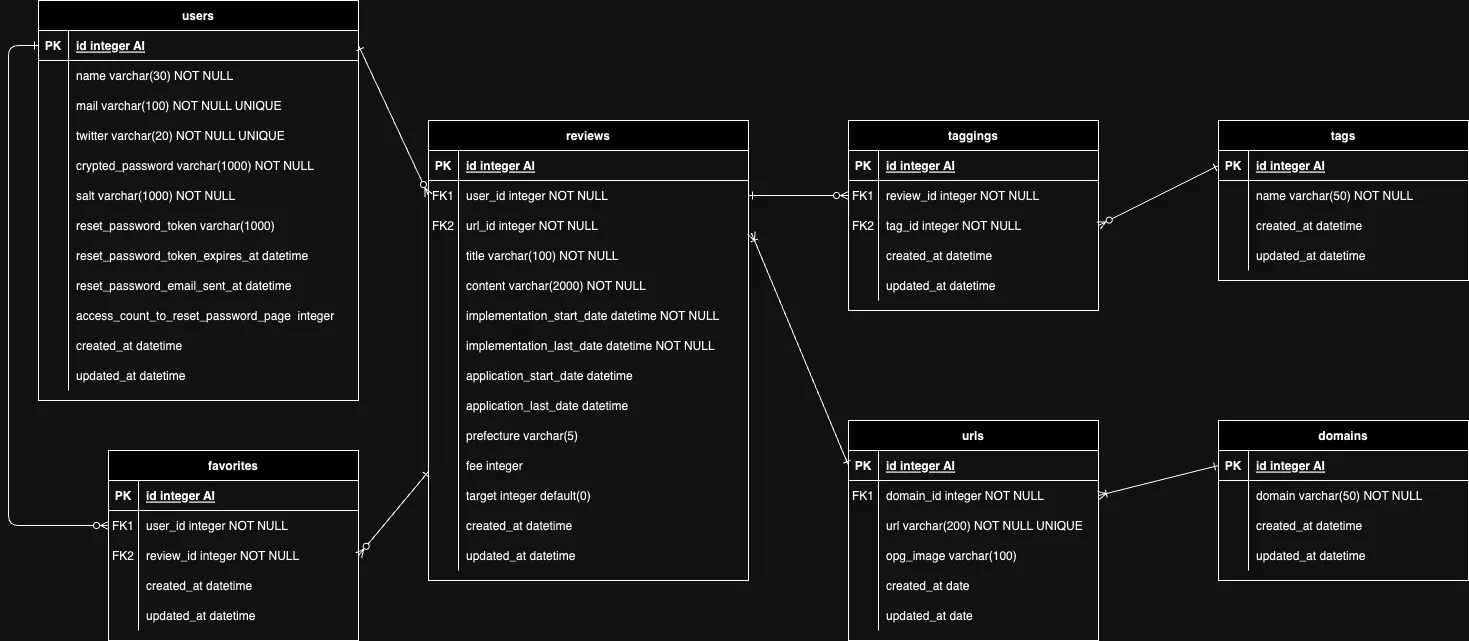 users
PK id integer AI
name varchar(30) NOT NULL
mail varchar(100) NOT NULL UNIQUE
twitter varchar(20) NOT NULL UNIQUE
crypted_password varchar(1000) NOT NULL
salt varchar(1000) NOT NULL
reset_password_token varchar(1000)
reset_password_token_expires_at datetime
reset_password_email_sent_at datetime
access_count_to_reset_password_page  integer
created_at datetime
updated_at datetime
favorites
PK id integer AI
FK1 user_id integer NOT NULL
FK2 review_id integer NOT NULL
created_at datetime
updated_at datetime
reviews
PK id integer AI
FK1 user_id integer NOT NULL
FK2 url_id integer NOT NULL
title varchar(100) NOT NULL
content varchar(2000) NOT NULL
implementation_start_date datetime NOT NULL
implementation_last_date datetime NOT NULL
application_start_date datetime
application_last_date datetime
prefecture varchar(5)
fee integer
target integer default(0)
created_at datetime
updated_at datetime
taggings
PK id integer AI
FK1 review_id integer NOT NULL
FK2 tag_id integer NOT NULL
created_at datetime
updated_at datetime
tags
PK id integer AI
name varchar(50) NOT NULL
created_at datetime
updated_at datetime
urls
PK id integer AI
FK1 domain_id integer NOT NULL
url varchar(200) NOT NULL UNIQUE
opg_image varchar(100)
created_at date
updated_at date
domains
PK id integer AI
domain varchar(50) NOT NULL
created_at datetime
updated_at datetime